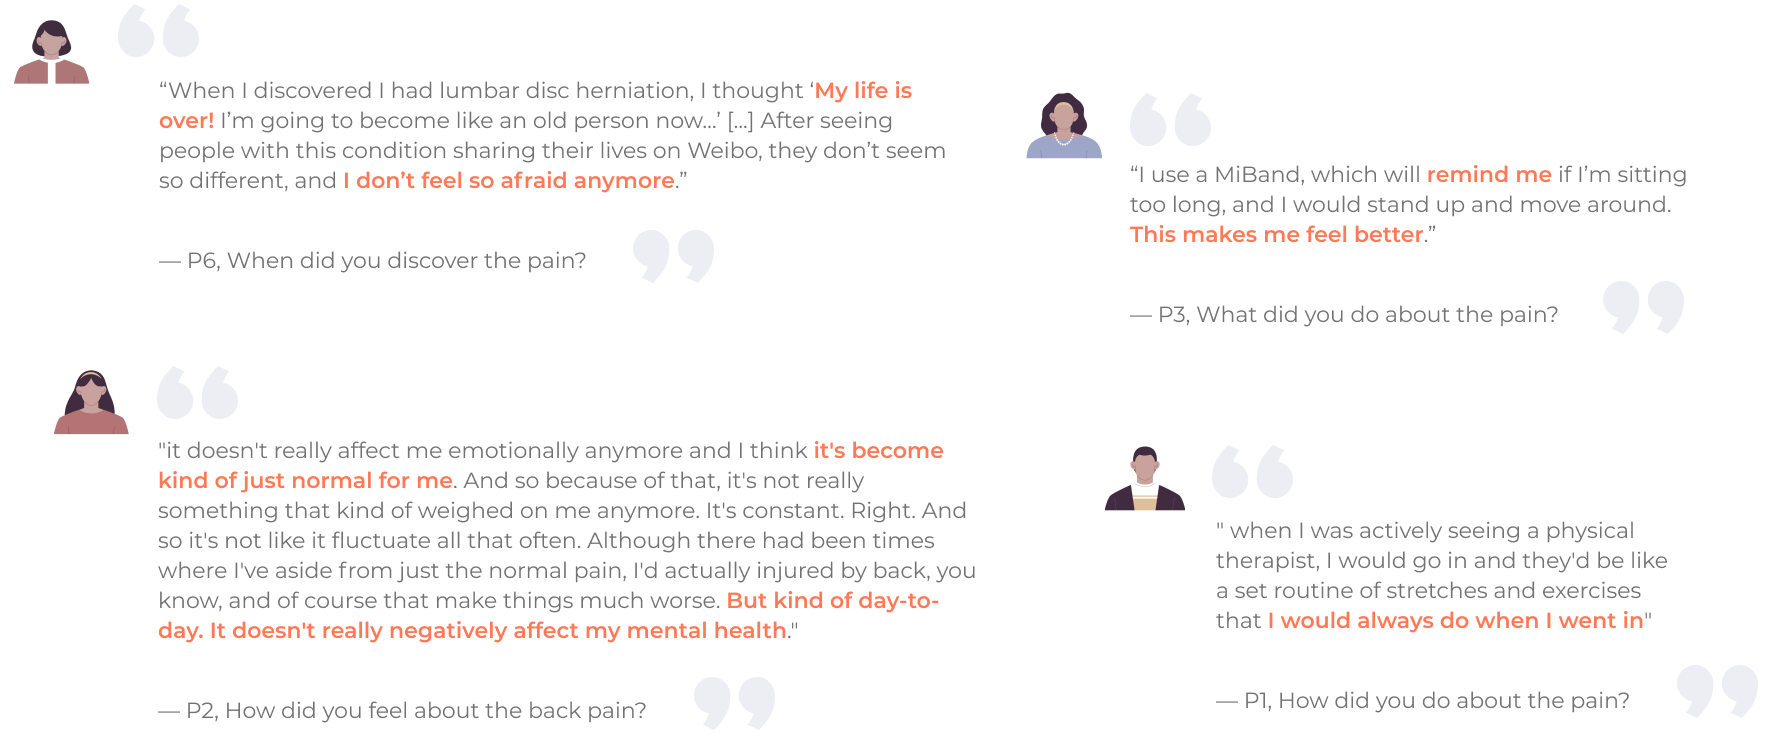 “When I discovered I had lumbar disc herniation, I thought ‘My life is
over! I’m going to become like an old person now...’ [...] After seeing
people with this condition sharing their lives on Weibo, they don’t seem
so different, and I don’t feel so afraid anymore.”
— P6, When did you discover the pain?
“I use a MiBand, which will remind me if I’m sitting
too long, and I would stand up and move around.
This makes me feel better.”
— P3, What did you do about the pain?
"it doesn't really affect me emotionally anymore and I think it's become
kind of just normal for me. And so because of that, it's not really
something that kind of weighed on me anymore. It's constant. Right. And
so it's not like it fluctuate all that often. Although there had been times
where I've aside from just the normal pain, I'd actually injured by back, you
know, and of course that make things much worse. But kind of day-to-
day. It doesn't really negatively affect my mental health."
— P2, How did you feel about the back pain?
" when I was actively seeing a physical
therapist, I would go in and they'd be like
a set routine of stretches and exercises
that I would always do when I went in"
— P1, How did you do about the pain?